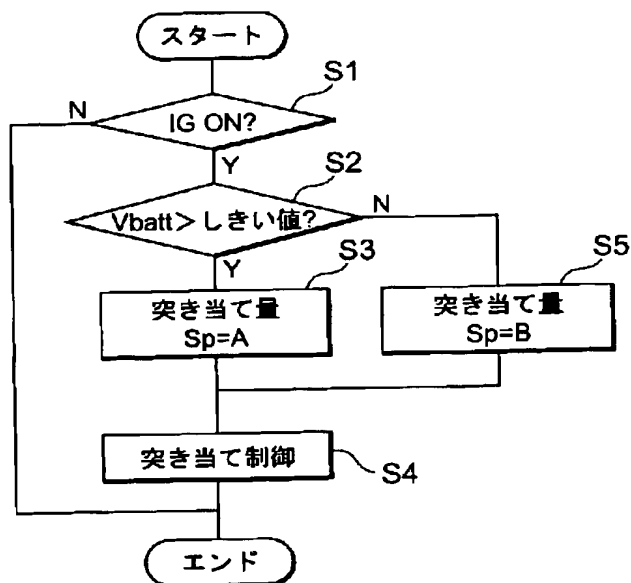 スタート
S1
N
IG ON?
Y
S2
N
Vbatt＞しきい値?
Y
S3
S5
突き当て量
Sp=A
突き当て量
Sp=B
突き当て制御
S4
エンド